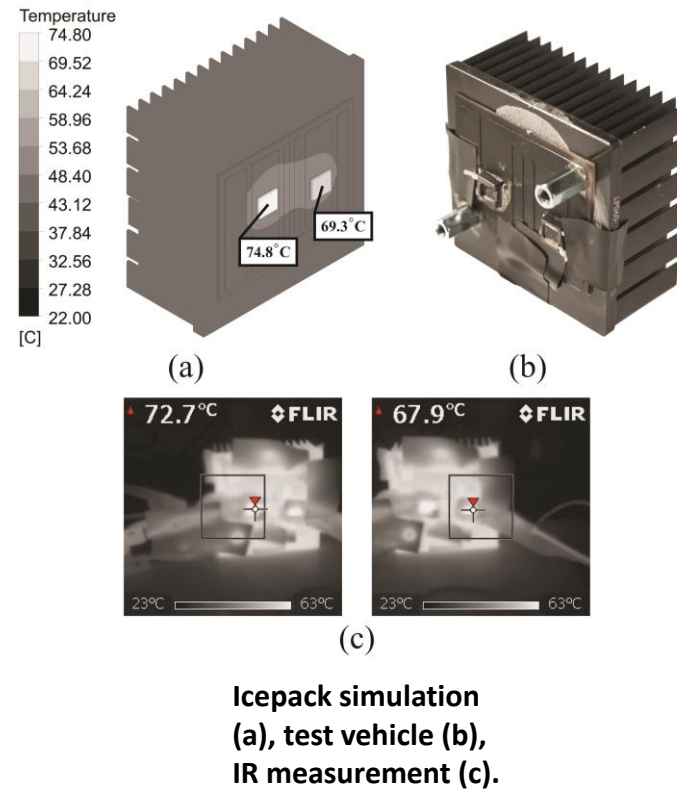 Temperature
74.80
69.52
64.24
58.96
53.68
48.40
43.12
37.84
32.56
27.28
22.00
[C]
74.8°C
69.3°C
(a)
(b)
72.7°C
FLIR
23°C
63°C
67.9°C
FLIR
23°C
63°C
(c)
Icepack simulation
(a), test vehicle (b),
IR measurement (c).